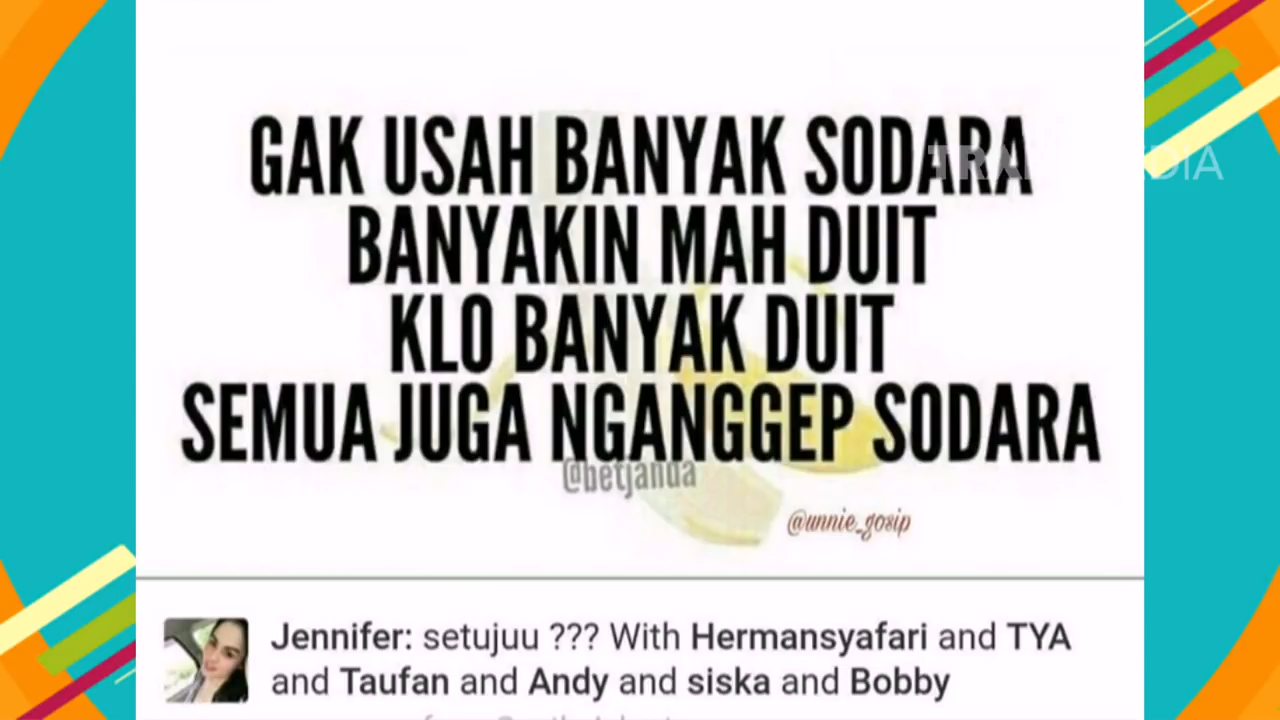 GAK USAH BANYAK SODARA
BANYAKIN MAH DUIT
KLO BANYAK DUIT
SEMUA JUGA NGANGGEP SODARA
@betjanda
@unnie_gosip
Jennifer: setujuu ??? With Hermansyafari and TYA
and Taufan and Andy and siska and Bobby